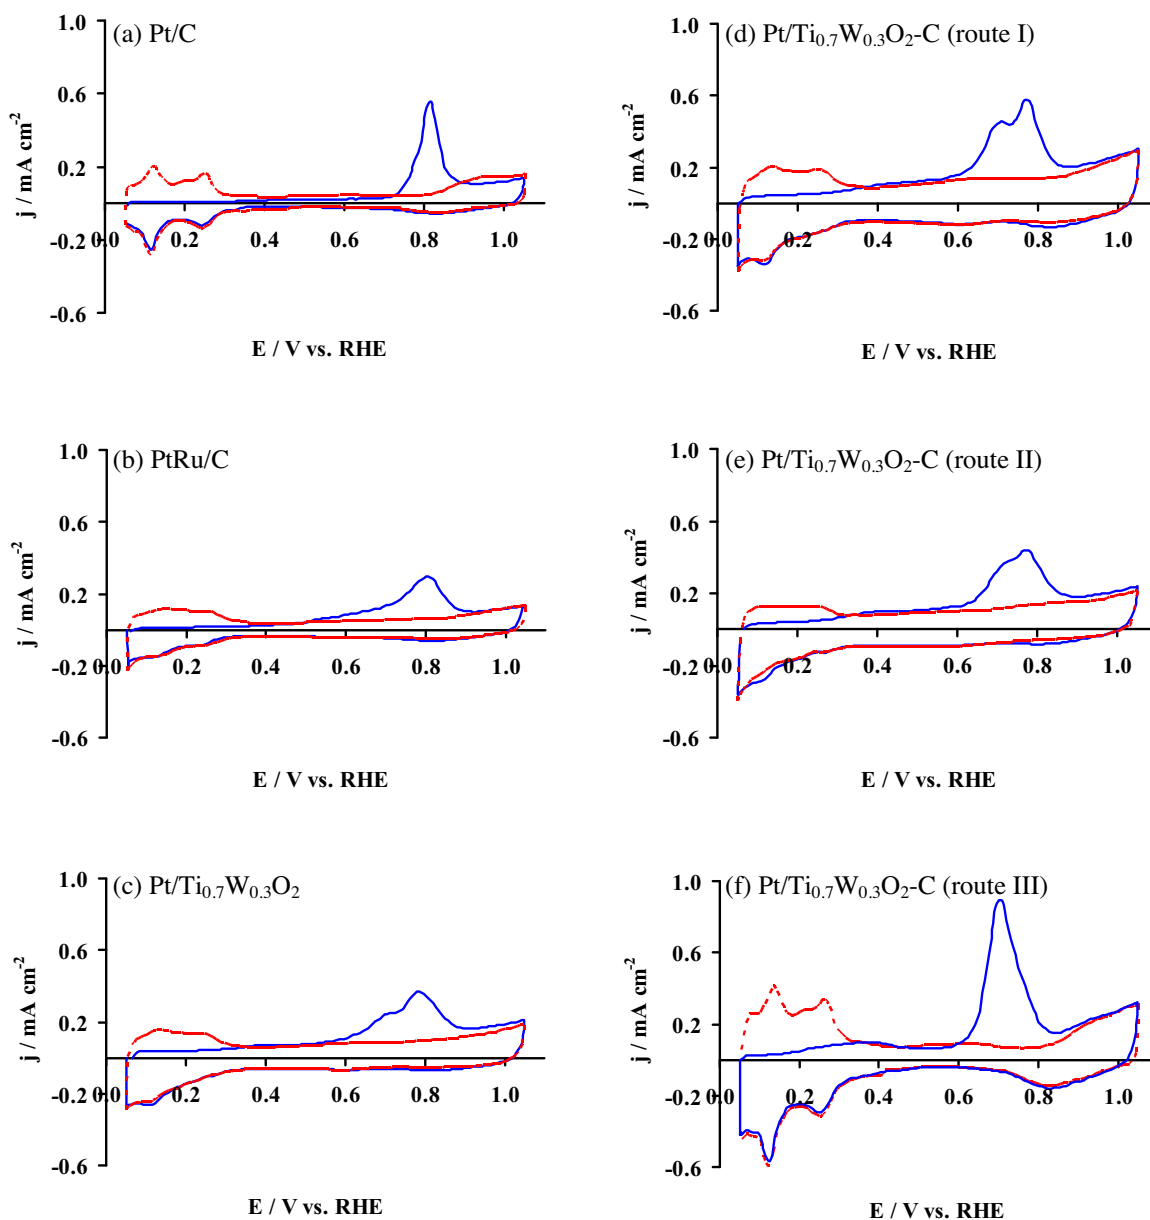 (a) Pt/C
1.0
0.6
0.2
-0.2
-0.6
0.0 0.2 0.4 0.6 0.8 1.0
j / mA cm-2
E / V vs. RHE
(d) Pt/Ti0.7W0.3O2-C (route I)
1.0
0.6
0.2
-0.2
-0.6
0.0 0.2 0.4 0.6 0.8 1.0
j / mA cm-2
E / V vs. RHE
(b) PtRu/C
1.0
0.6
0.2
-0.2
-0.6
0.0 0.2 0.4 0.6 0.8 1.0
j / mA cm-2
E / V vs. RHE
(e) Pt/Ti0.7W0.3O2-C (route II)
1.0
0.6
0.2
-0.2
-0.6
0.0 0.2 0.4 0.6 0.8 1.0
j / mA cm-2
E / V vs. RHE
(c) Pt/Ti0.7W0.3O2
1.0
0.6
0.2
-0.2
-0.6
0.0 0.2 0.4 0.6 0.8 1.0
j / mA cm-2
E / V vs. RHE
(f) Pt/Ti0.7W0.3O2-C (route III)
1.0
0.6
0.2
-0.2
-0.6
0.0 0.2 0.4 0.6 0.8 1.0
j / mA cm-2
E / V vs. RHE